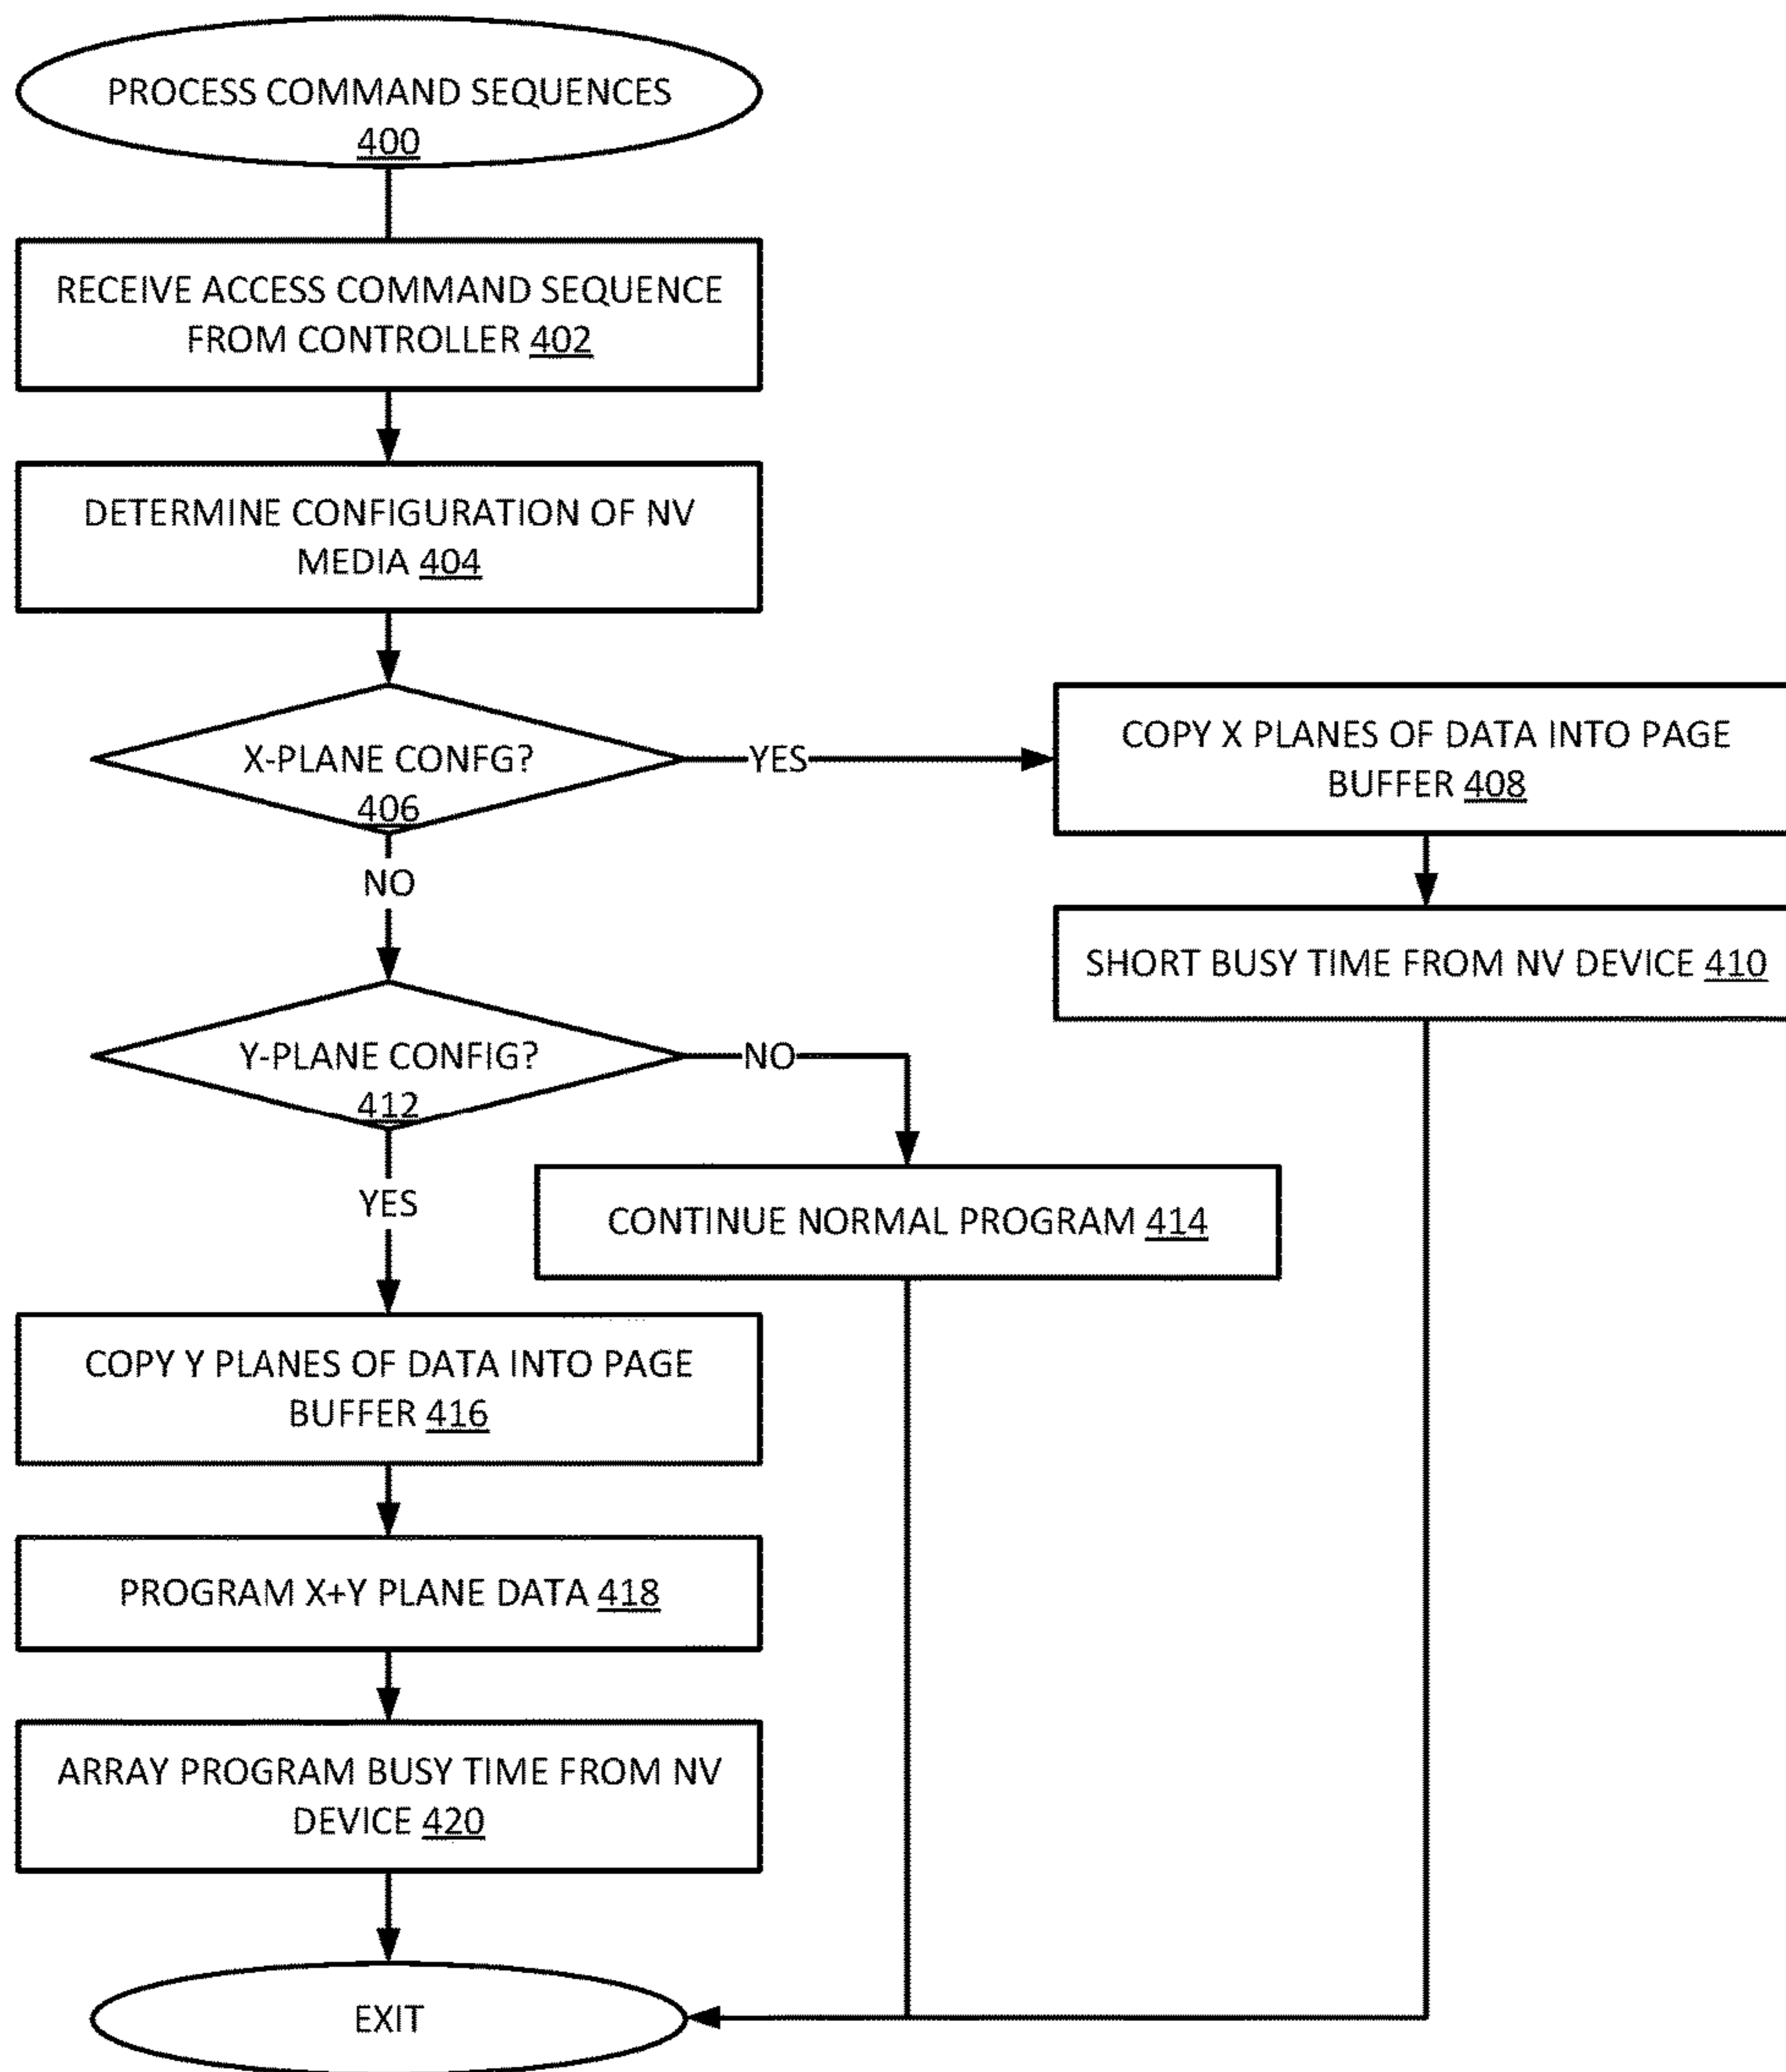 PROCESS COMMAND SEQUENCES
400
RECEIVE ACCESS COMMAND SEQUENCE
FROM CONTROLLER 402
DETERMINE CONFIGURATION OF NV
MEDIA 404
X-PLANE CONFG?
406
YES
COPY X PLANES OF DATA INTO PAGE
BUFFER 408
NO
SHORT BUSY TIME FROM NV DEVICE 410
Y-PLANE CONFIG?
412
NO
YES
CONTINUE NORMAL PROGRAM 414
COPY Y PLANES OF DATA INTO PAGE
BUFFER 416
PROGRAM X+Y PLANE DATA 418
ARRAY PROGRAM BUSY TIME FROM NV
DEVICE 420
EXIT